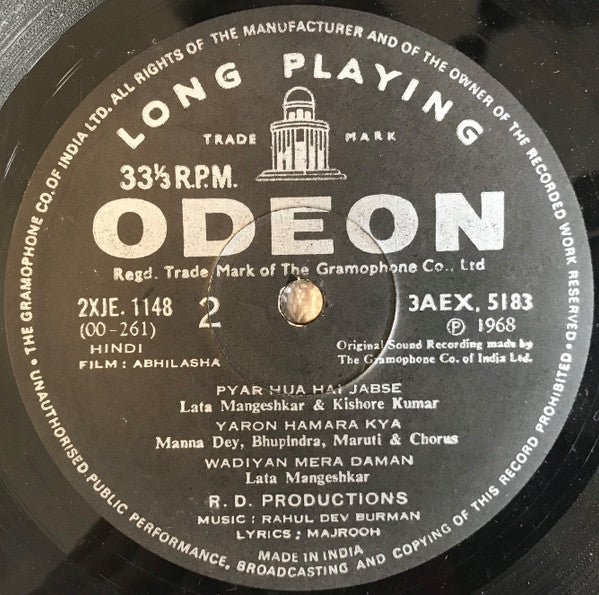 • THE GRAMOPHONE CO. OF INDIA LTD. ALL RIGHTS OF THE MANUFACTURER AND OF THE OWNER OF THE RECORDED WORK RESERVED •
LONG PLAYING
TRADE MARK
33⅓ R.P.M.
ODEON
Regd. Trade Mark of The Gramophone Co., Ltd
2XJE. 1148 2 3AEX. 5183
(OO-261) Ⓟ 1968
HINDI Original Sound Recording made by
FILM : ABHILASHA The Gramophone Co. of India Ltd.
PYAR HUA HAI JABSE
Lata Mangeshkar & Kishore Kumar
YARON HAMARA KYA
Manna Dey, Bhupindra, Maruti & Chorus
WADIYAN MERA DAMAN
Lata Mangeshkar
R. D. PRODUCTIONS
MUSIC : RAHUL DEV BURMAN
LYRICS : MAJROOH
MADE IN INDIA
UNAUTHORISED PUBLIC PERFORMANCE, BROADCASTING AND COPYING OF THIS RECORD PROHIBITED •